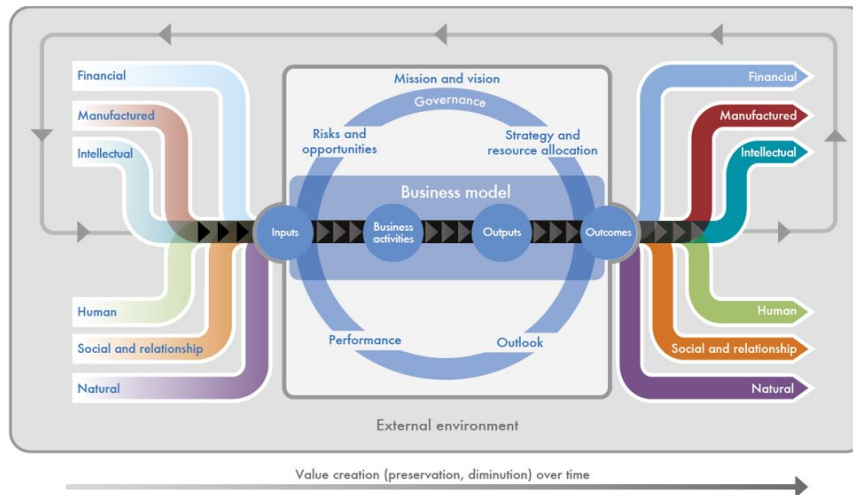 Financial
Manufactured
Intellectual
Human
Social and relationship
Natural
Mission and vision
Governance
Risks and
opportunities
Strategy and
resource allocation
Business model
Inputs
Business
activities
Outputs
Outcomes
Performance
Outlook
Financial
Manufactured
Intellectual
Human
Social and relationship
Natural
External environment
Value creation (preservation, diminution) over time